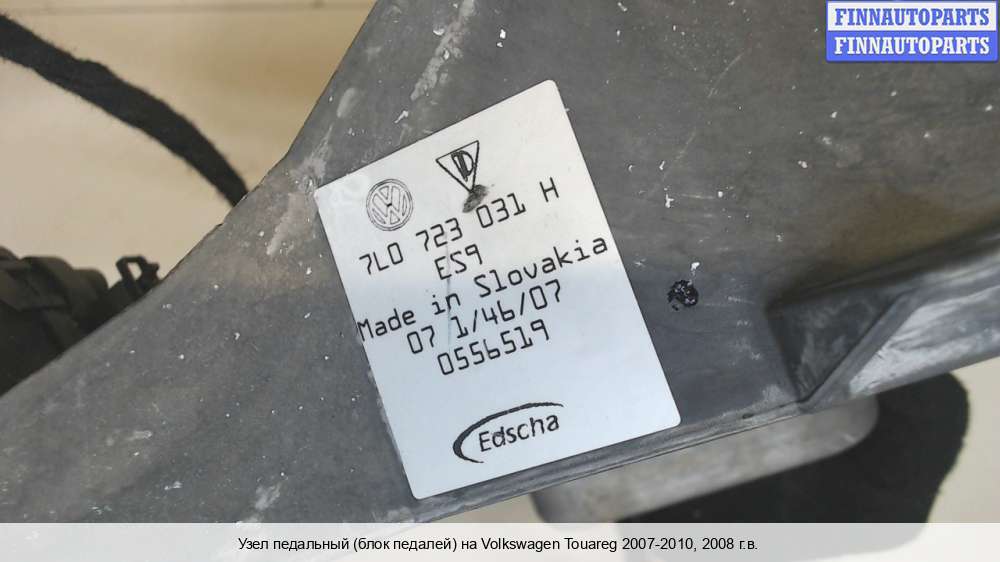 FINNAUTOPARTS
FINNAUTOPARTS
7L0 723 031 H
ES9
Made in Slovakia
07 1/46/07
0556519
Edscha
Узел педальный (блок педалей) на Volkswagen Touareg 2007-2010, 2008 г.в.